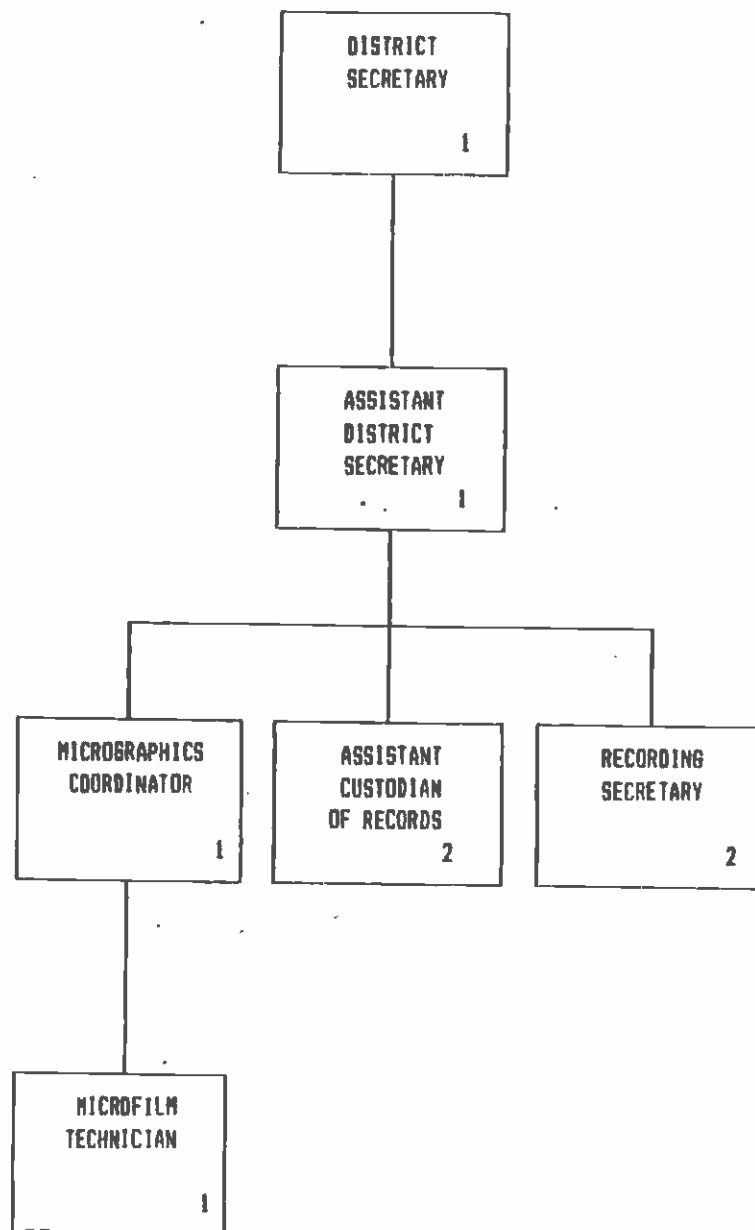 DISTRICT
SECRETARY
1
ASSISTANT
DISTRICT
SECRETARY
1
MICROGRAPHICS
COORDINATOR
1
ASSISTANT
CUSTODIAN
OF RECORDS
2
RECORDING
SECRETARY
2
MICROFILM
TECHNICIAN
1